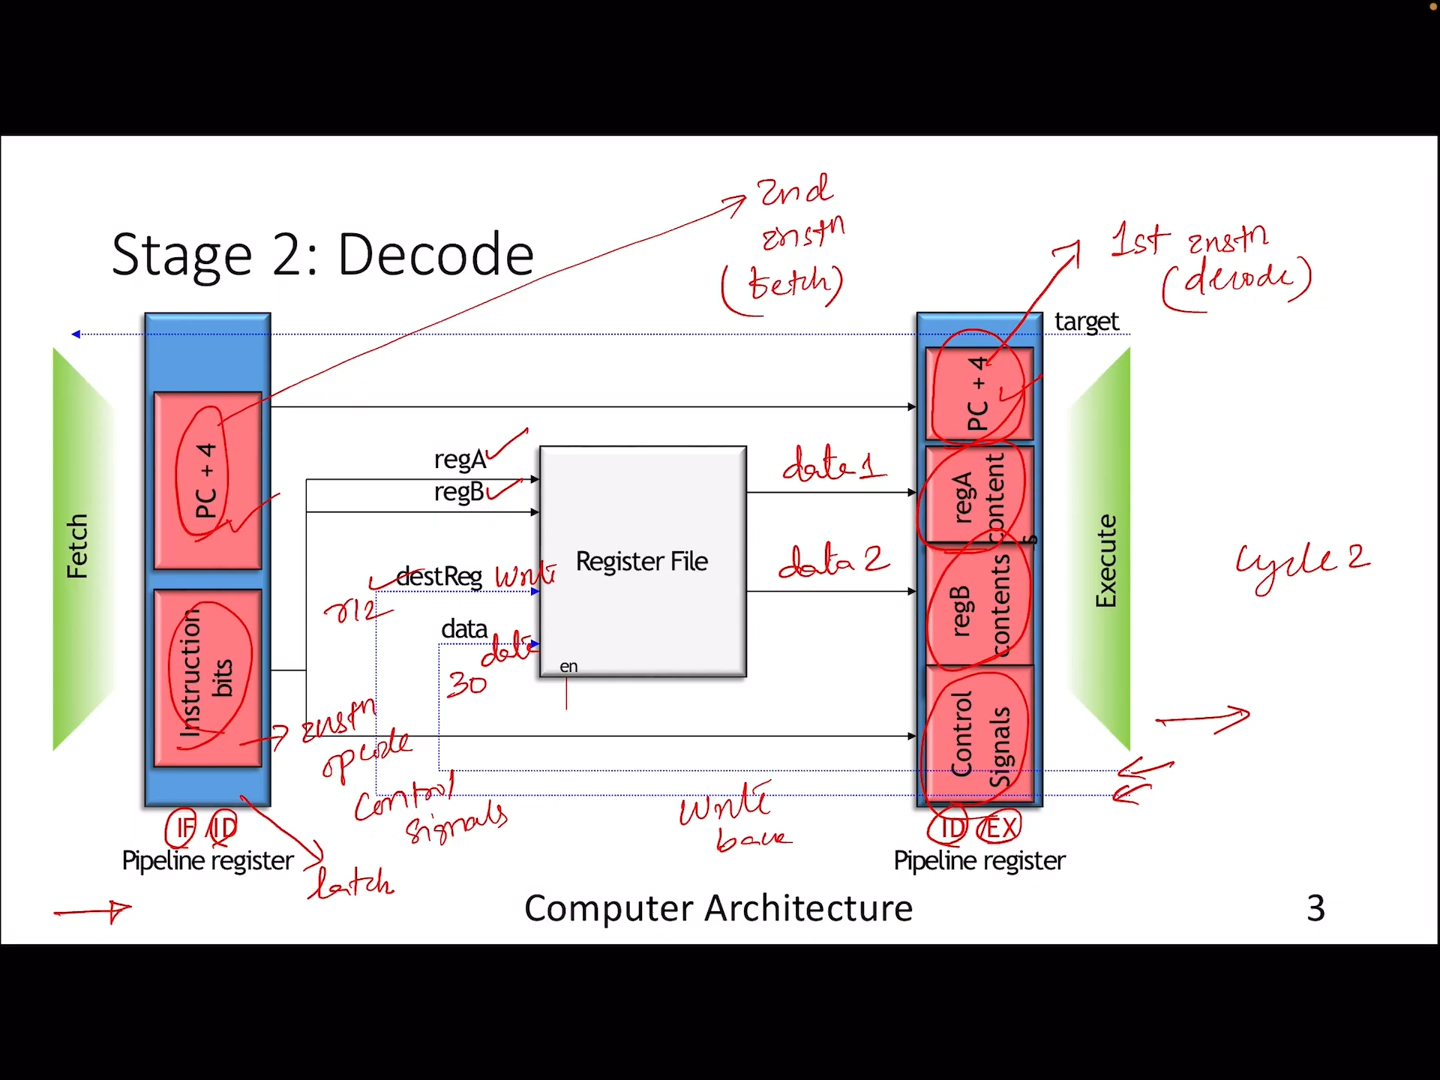 2nd
Instn
(fetch)
1st Instn
(decode)
Stage 2: Decode
target
PC + 4
PC + 4
regA
regB
data 1
regA
contents
Fetch
Register File
Execute
destReg
r12
data
data
30
en
data 2
regB
contents
cycle 2
Instruction
bits
Instn
opcode
Control
signals
Control
Signals
Write
IF / ID
Pipeline register
latch
ID EX
Pipeline register
Computer Architecture
3